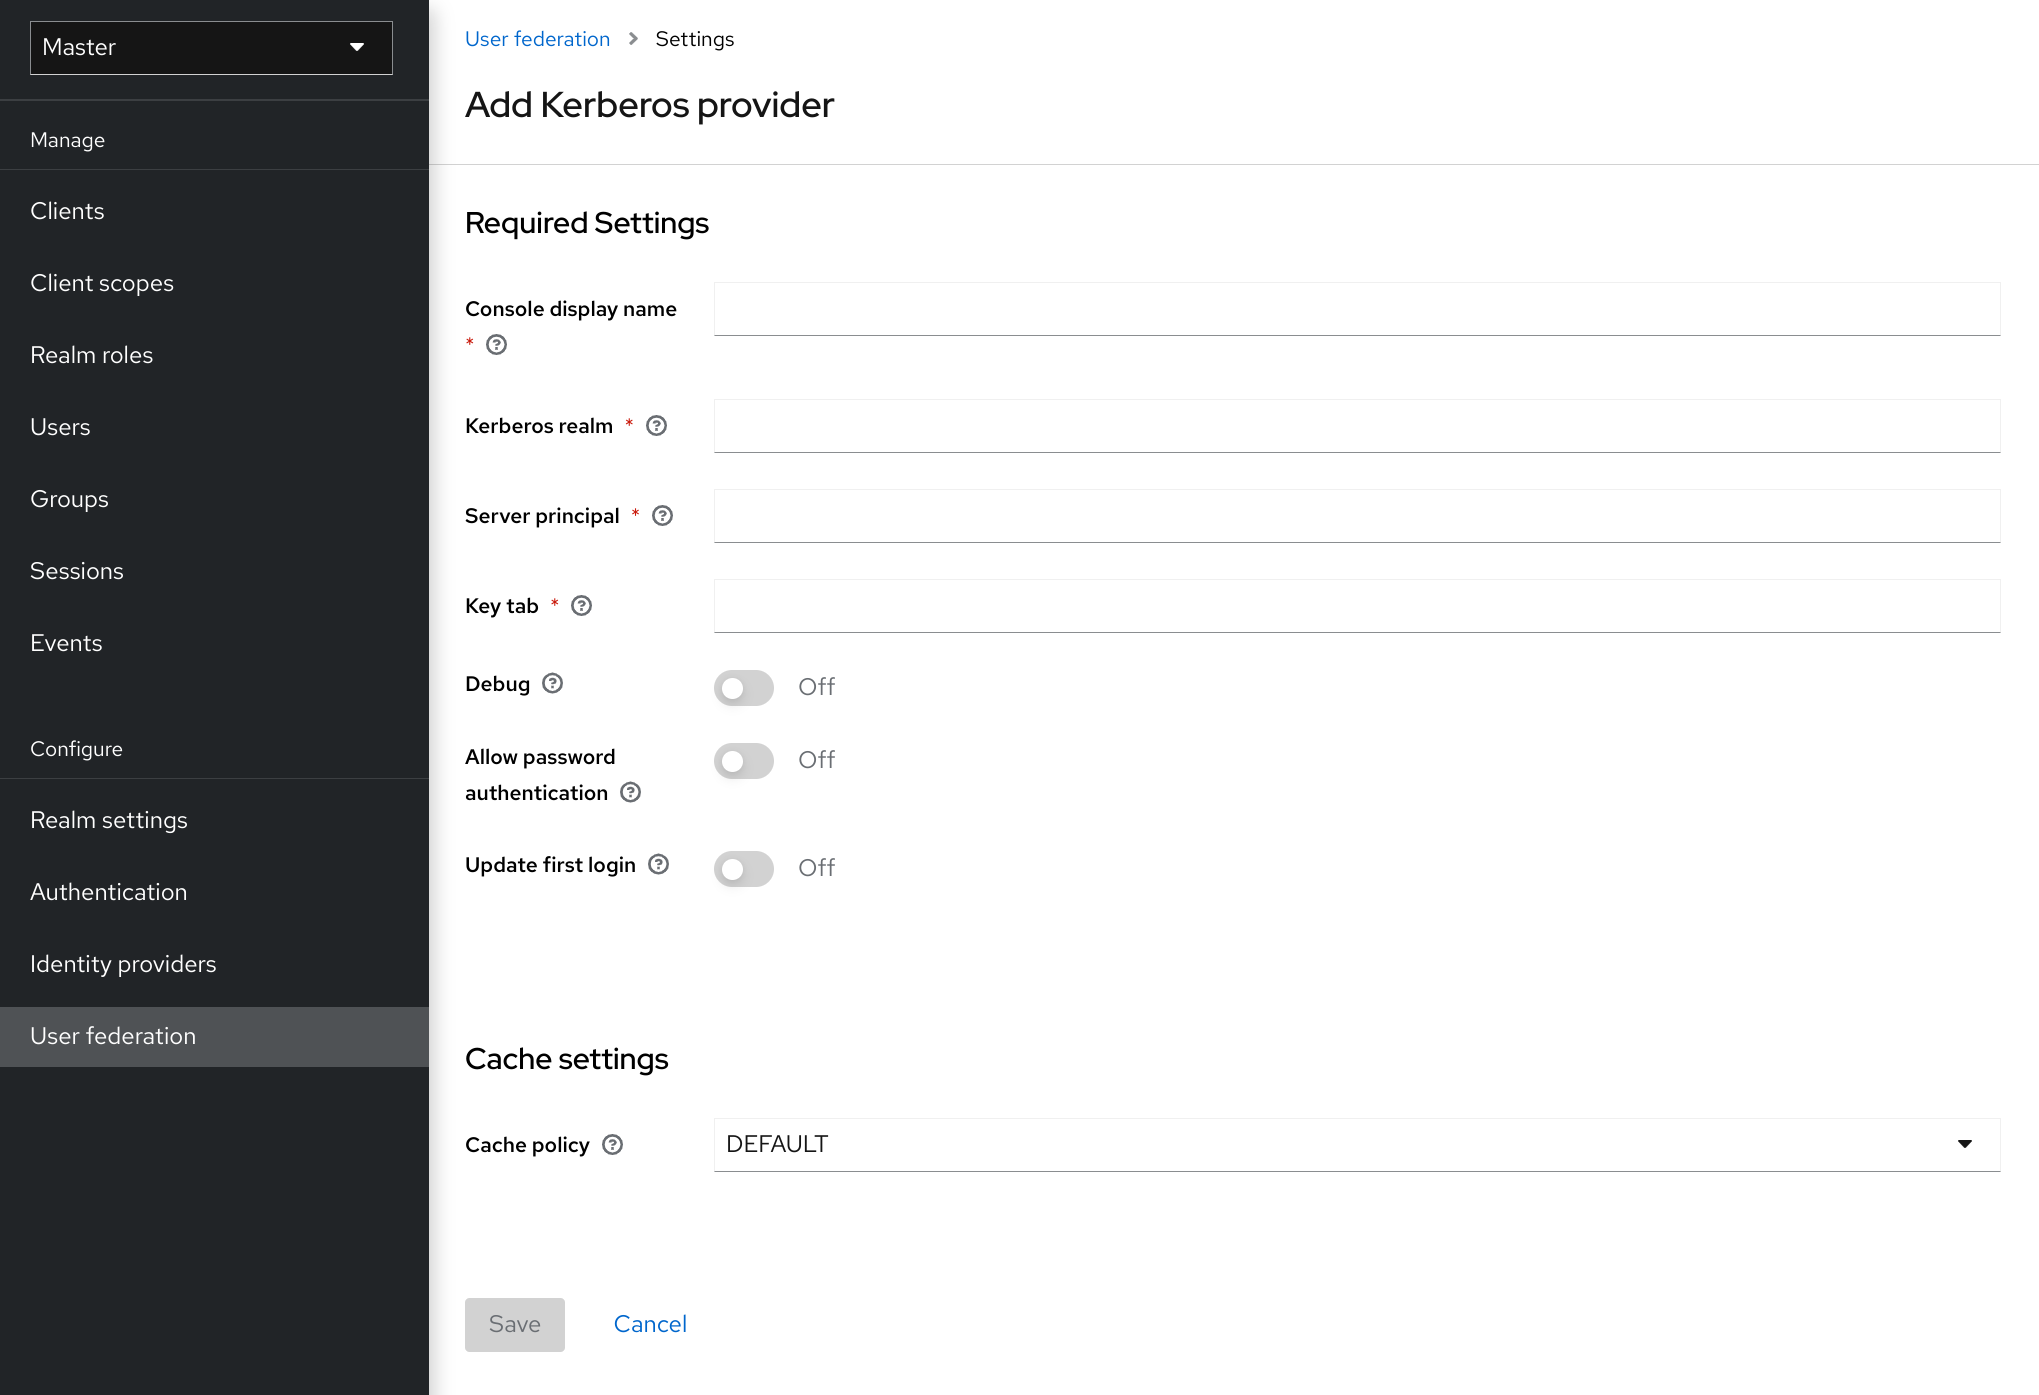 Master
Manage
Clients
Client scopes
Realm roles
Users
Groups
Sessions
Events
Configure
Realm settings
Authentication
Identity providers
User federation
User federation > Settings
Add Kerberos provider
Required Settings
Console display name
*
Kerberos realm *
Server principal *
Key tab *
Debug Off
Allow password Off
authentication
Update first login Off
Cache settings
Cache policy DEFAULT
Save Cancel